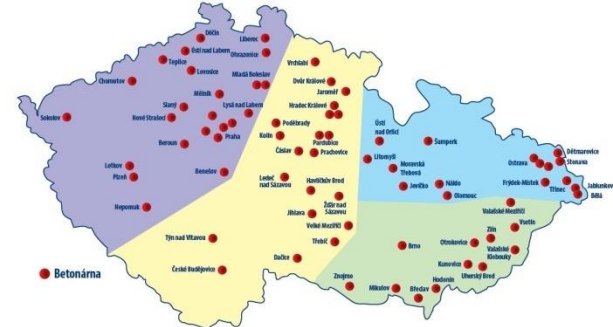 Děčín
Liberec
Ústí nad Labem
Ohrazenice
Teplice
Lovosice
Chomutov
Mladá Boleslav
Mělník
Slaný
Lysá nad Labem
Sokolov
Nové Strašecí
Praha
Beroun
Letkov
Plzeň
Benešov
Nepomuk
Vrchlabí
Dvůr Králové
Jaroměř
Hradec Králové
Poděbrady
Kolín
Pardubice
Čáslav
Prachovice
Ledeč
nad Sázavou
Havlíčkův Brod
Žďár nad
Sázavou
Jihlava
Velké Meziříčí
Týn nad Vltavou
Třebíč
Dačice
České Budějovice
Ústí
nad Orlicí
Šumperk
Litomyšl
Moravská
Třebová
Jevíčko
Náklo
Olomouc
Ostrava
Dětmarovice
Stonava
Frýdek-Místek
Třinec
Jablunkov
Bělá
Valašské Meziříčí
Vsetín
Zlín
Brno
Otrokovice
Valašské
Klobouky
Kunovice
Uherský Brod
Znojmo
Mikulov
Břeclav
Hodonín
Betonárna